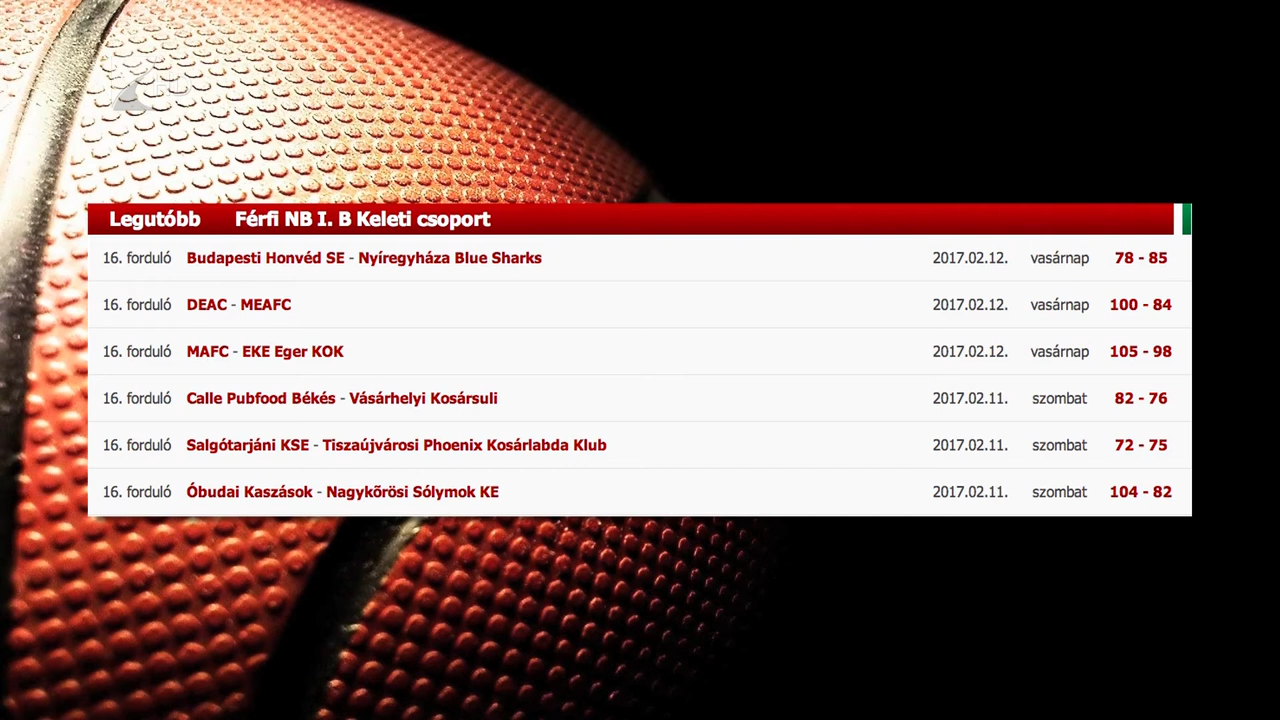 HD
Legutóbb Férfi NB I. B Keleti csoport
16. forduló Budapesti Honvéd SE - Nyíregyháza Blue Sharks 2017.02.12. vasárnap 78 - 85
16. forduló DEAC - MEAFC 2017.02.12. vasárnap 100 - 84
16. forduló MAFC - EKE Eger KOK 2017.02.12. vasárnap 105 - 98
16. forduló Calle Pubfood Békés - Vásárhelyi Kosársuli 2017.02.11. szombat 82 - 76
16. forduló Salgótarjáni KSE - Tiszaújvárosi Phoenix Kosárlabda Klub 2017.02.11. szombat 72 - 75
16. forduló Óbudai Kaszások - Nagykõrösi Sólymok KE 2017.02.11. szombat 104 - 82